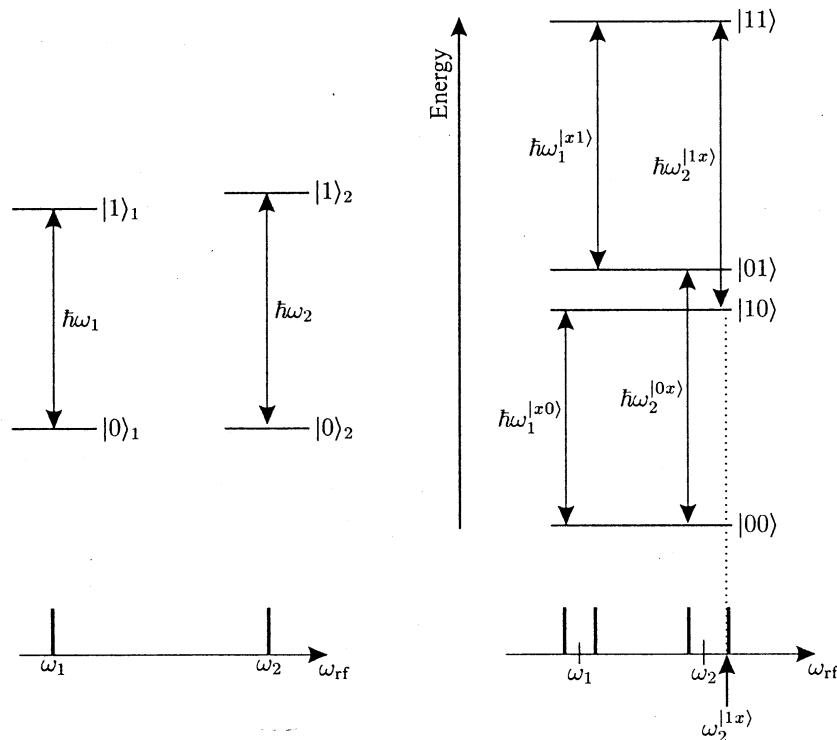 |1⟩₁
|1⟩₂
ħω₁
ħω₂
|0⟩₁
|0⟩₂
ω₁
ω₂
ω_rf
Energy
|11⟩
ħω₁^|x1⟩
ħω₂^|1x⟩
|01⟩
|10⟩
ħω₁^|x0⟩
ħω₂^|0x⟩
|00⟩
ω₁
ω₂
ω_rf
ω₂^|1x⟩